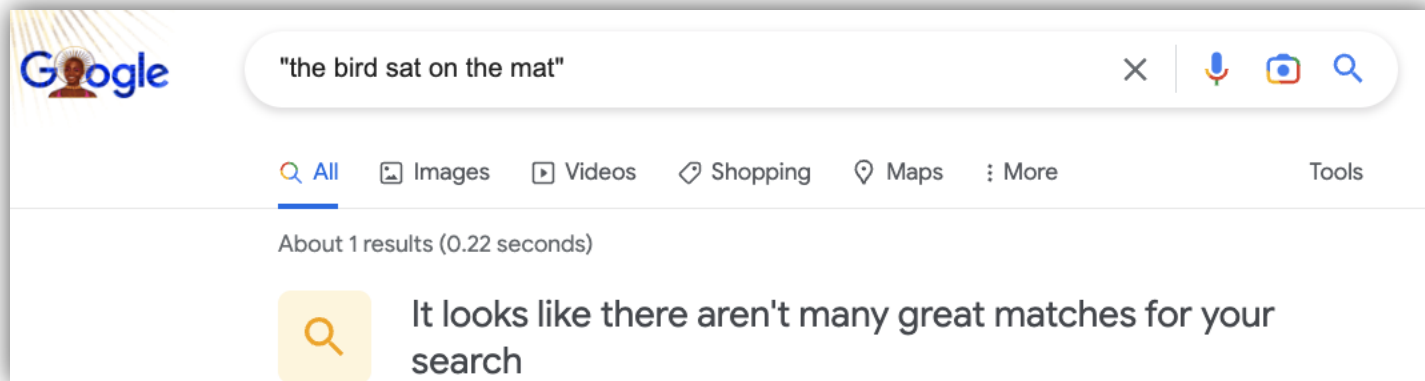 Google
"the bird sat on the mat"
All Images Videos Shopping Maps More Tools
About 1 results (0.22 seconds)
It looks like there aren't many great matches for your
search